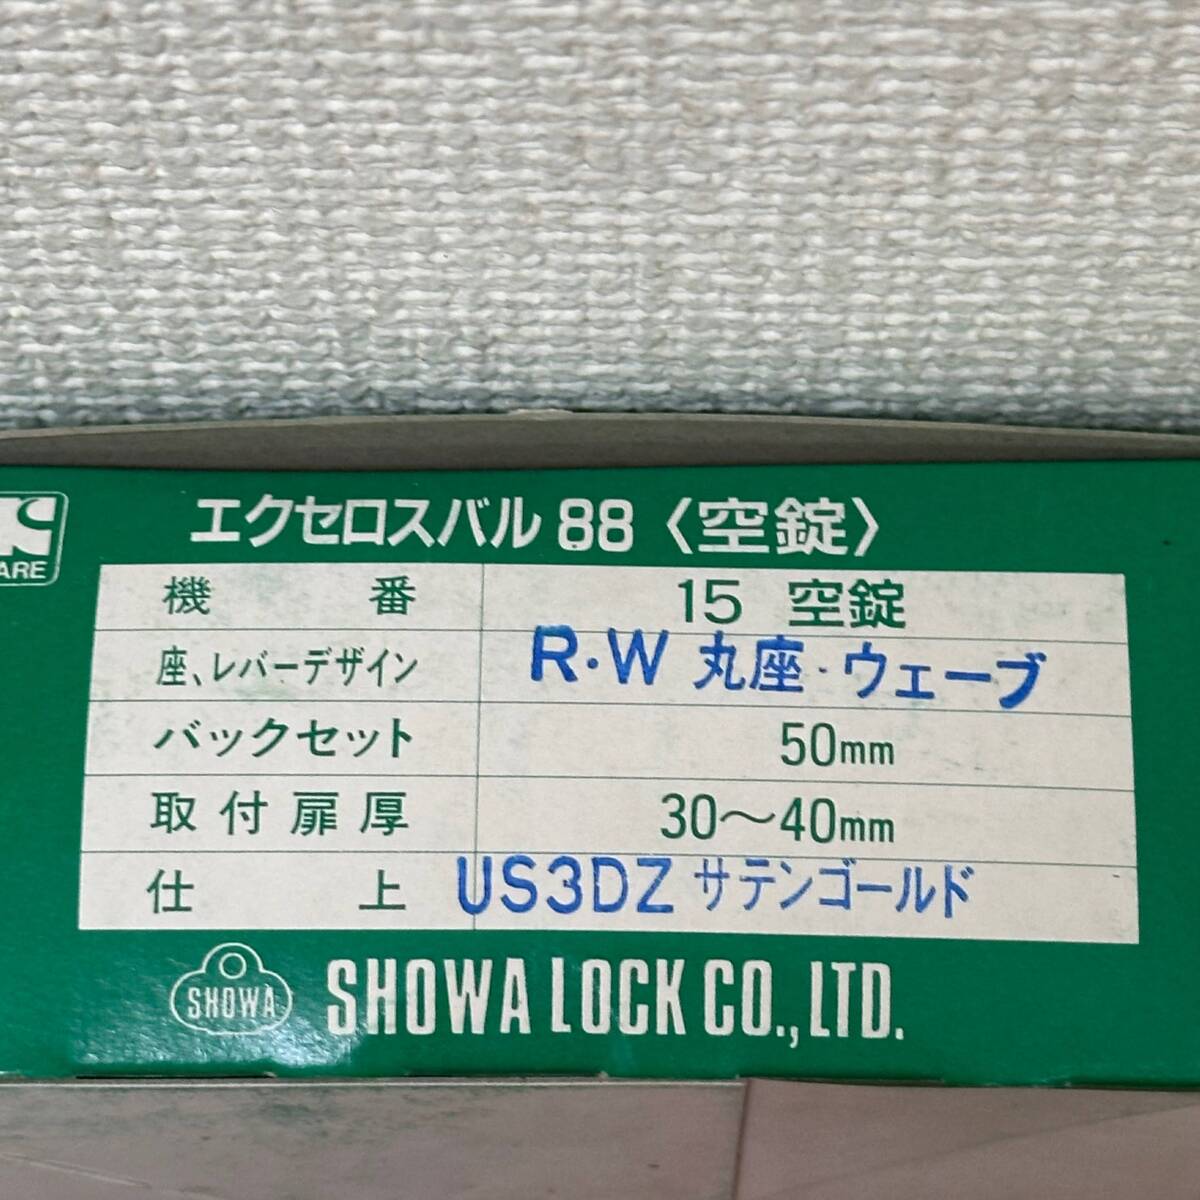 エクセロスバル 88〈空錠〉
ARE
機番 15 空錠
座、レバーデザイン R·W 丸座·ウェーブ
バックセット 50mm
取付扉厚 30〜40mm
仕上 US3DZ サテンゴールド
SHOWA SHOWA LOCK CO., LTD.